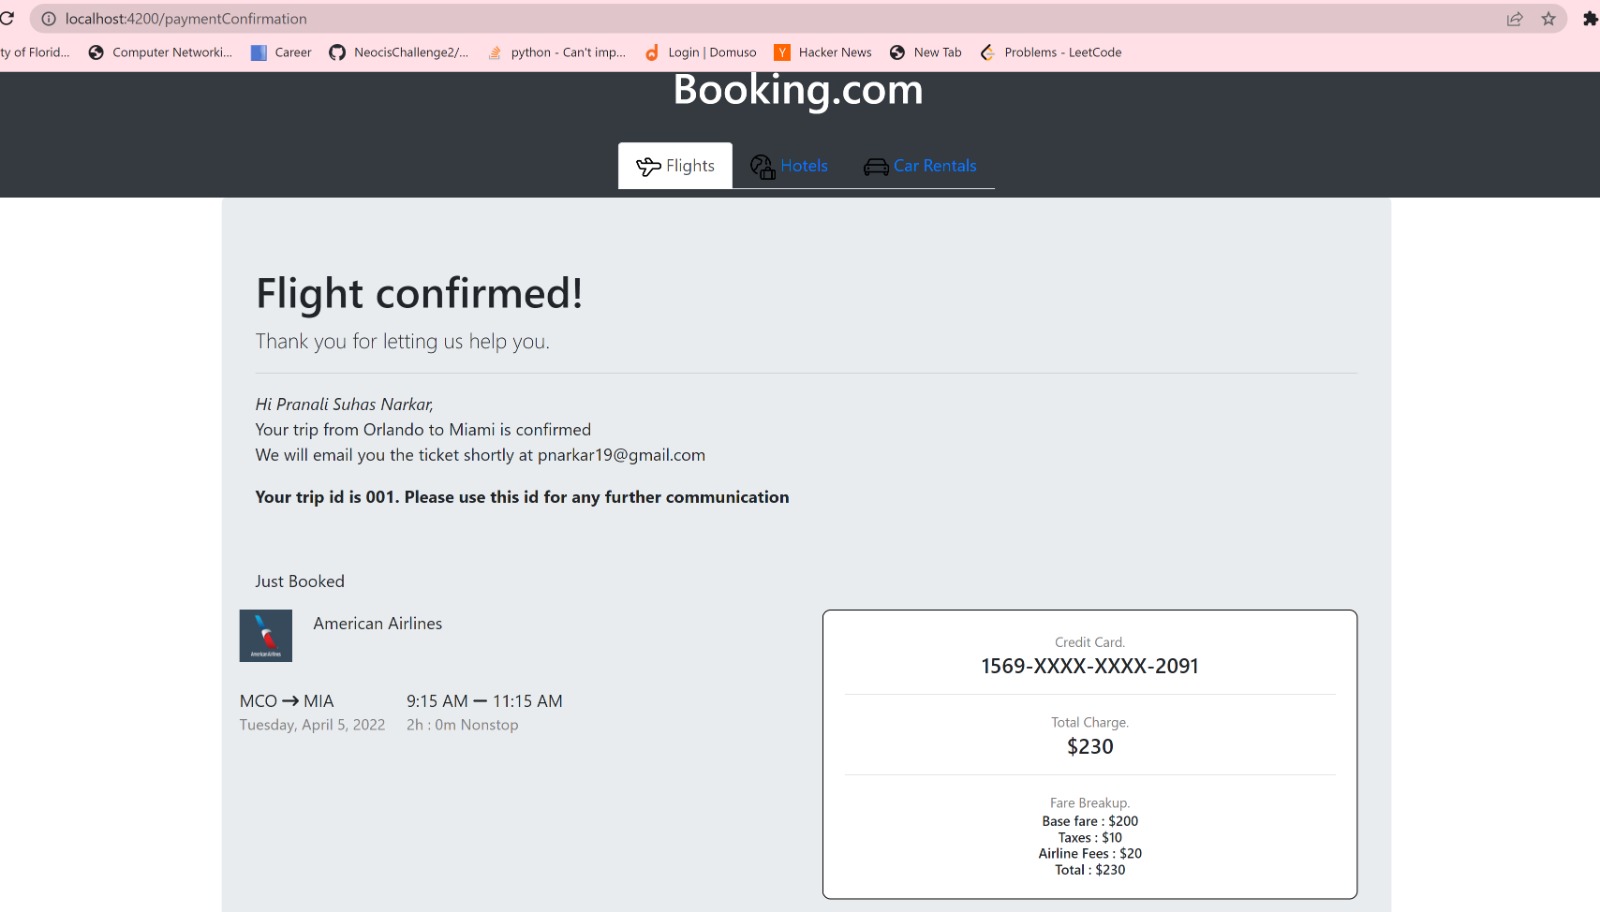 localhost:4200/paymentConfirmation
ty of Florid... Computer Networki... Career NeocisChallenge2/... python - Can't imp... Login | Domuso Y Hacker News New Tab Problems - LeetCode
Booking.com
Flights Hotels Car Rentals
Flight confirmed!
Thank you for letting us help you.
Hi Pranali Suhas Narkar,
Your trip from Orlando to Miami is confirmed
We will email you the ticket shortly at pnarkar19@gmail.com
Your trip id is 001. Please use this id for any further communication
Just Booked
American Airlines
American Airlines
MCO → MIA 9:15 AM — 11:15 AM
Tuesday, April 5, 2022 2h : 0m Nonstop
Credit Card.
1569-XXXX-XXXX-2091
Total Charge.
$230
Fare Breakup.
Base fare : $200
Taxes : $10
Airline Fees : $20
Total : $230